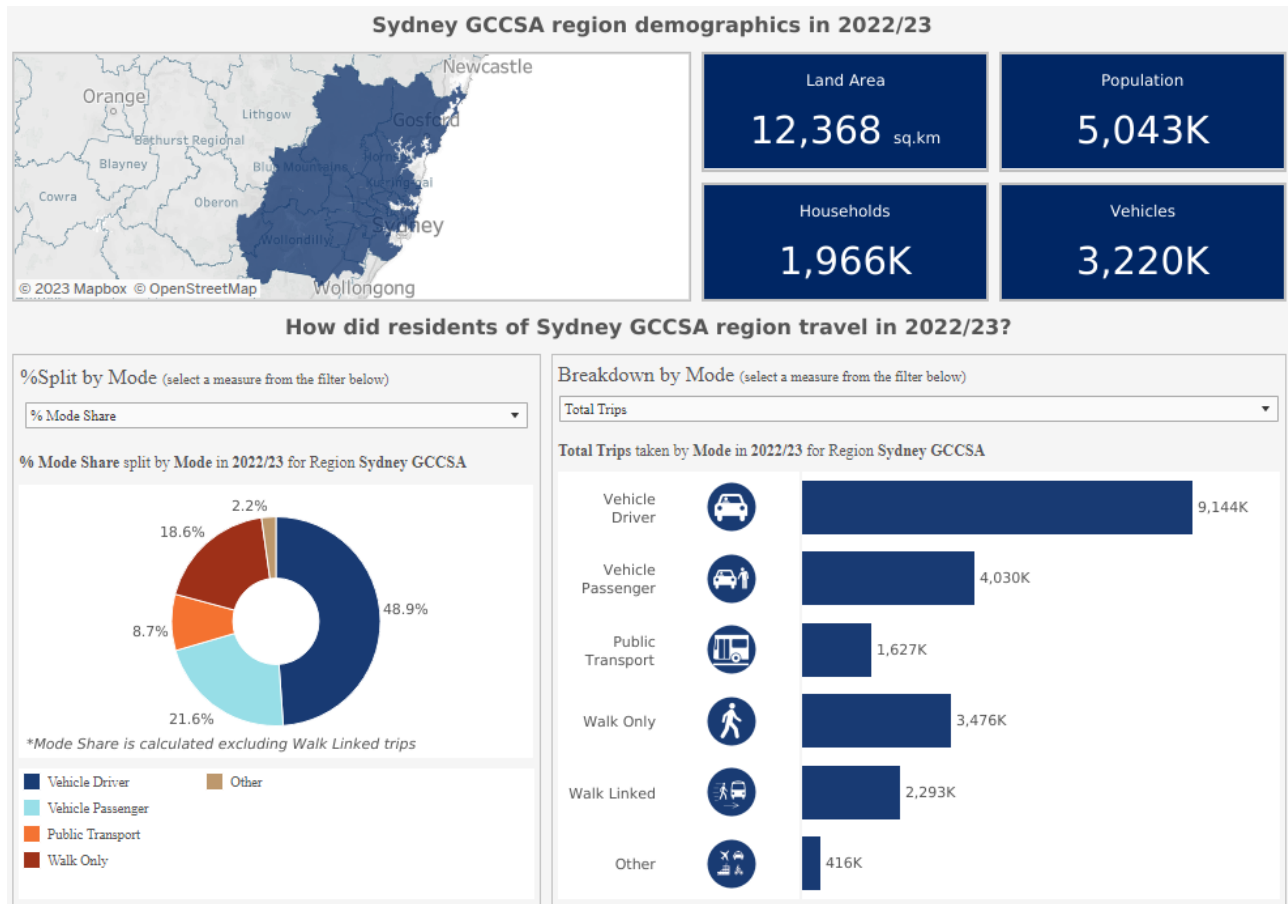 Sydney GCCSA region demographics in 2022/23
Newcastle
Orange
Lithgow
Gosford
Bathurst Regional
Blayney
Blue Mountains
Cowra
Oberon
Sydney
Wollondilly
© 2023 Mapbox © OpenStreetMap
Wollongong
Land Area
12,368 sq.km
Population
5,043K
Households
1,966K
Vehicles
3,220K
How did residents of Sydney GCCSA region travel in 2022/23?
%Split by Mode (select a measure from the filter below)
% Mode Share
% Mode Share split by Mode in 2022/23 for Region Sydney GCCSA
2.2%
18.6%
48.9%
8.7%
21.6%
*Mode Share is calculated excluding Walk Linked trips
Vehicle Driver
Other
Vehicle Passenger
Public Transport
Walk Only
Breakdown by Mode (select a measure from the filter below)
Total Trips
Total Trips taken by Mode in 2022/23 for Region Sydney GCCSA
Vehicle
Driver
9,144K
Vehicle
Passenger
4,030K
Public
Transport
1,627K
Walk Only
3,476K
Walk Linked
2,293K
Other
416K